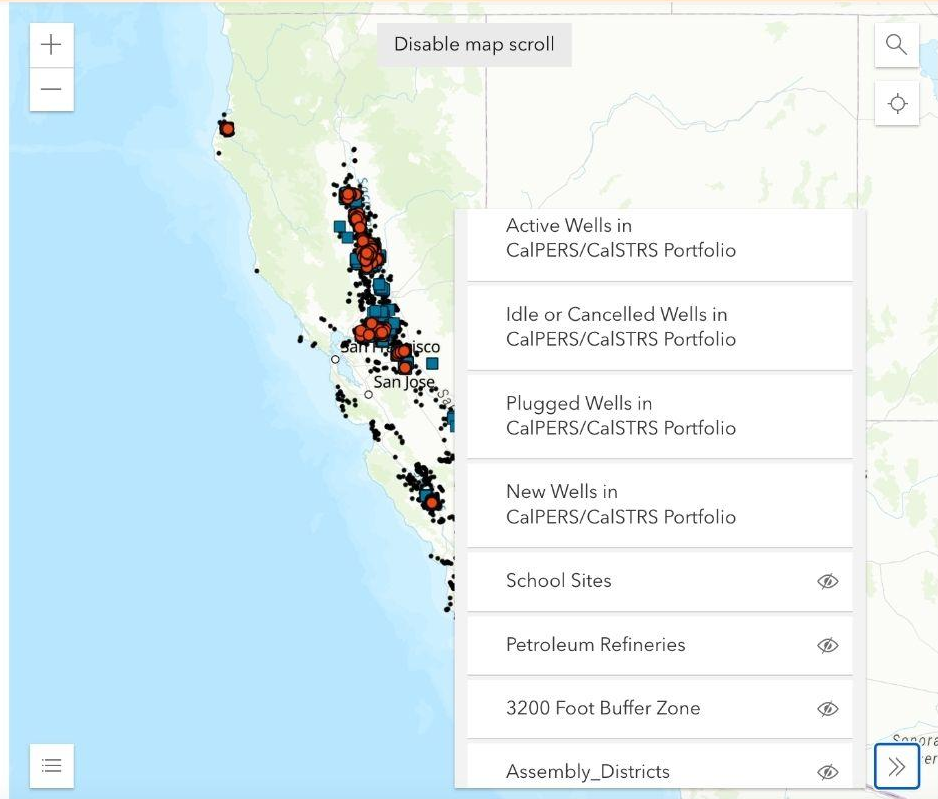 Disable map scroll
Active Wells in
CalPERS/CalSTRS Portfolio
Idle or Cancelled Wells in
CalPERS/CalSTRS Portfolio
San Francisco
San Jose
Plugged Wells in
CalPERS/CalSTRS Portfolio
New Wells in
CalPERS/CalSTRS Portfolio
School Sites
Petroleum Refineries
3200 Foot Buffer Zone
Assembly_Districts